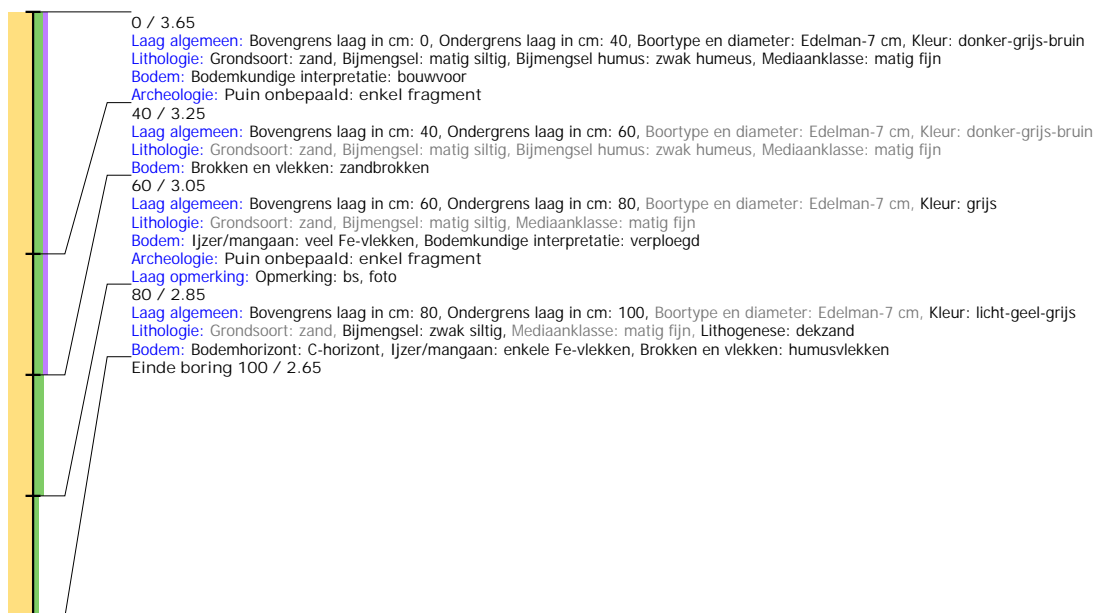 0 / 3.65
Laag algemeen: Bovengrens laag in cm: 0, Ondergrens laag in cm: 40, Boortype en diameter: Edelman-7 cm, Kleur: donker-grijs-bruin
Lithologie: Grondsoort: zand, Bijmengsel: matig siltig, Bijmengsel humus: zwak humeus, Mediaanklasse: matig fijn
Bodem: Bodemkundige interpretatie: bouwvoor
Archeologie: Puin onbepaald: enkel fragment
40 / 3.25
Laag algemeen: Bovengrens laag in cm: 40, Ondergrens laag in cm: 60, Boortype en diameter: Edelman-7 cm, Kleur: donker-grijs-bruin
Lithologie: Grondsoort: zand, Bijmengsel: matig siltig, Bijmengsel humus: zwak humeus, Mediaanklasse: matig fijn
Bodem: Brokken en vlekken: zandbrokken
60 / 3.05
Laag algemeen: Bovengrens laag in cm: 60, Ondergrens laag in cm: 80, Boortype en diameter: Edelman-7 cm, Kleur: grijs
Lithologie: Grondsoort: zand, Bijmengsel: matig siltig, Mediaanklasse: matig fijn
Bodem: Ijzer/mangaan: veel Fe-vlekken, Bodemkundige interpretatie: verploegd
Archeologie: Puin onbepaald: enkel fragment
Laag opmerking: Opmerking: bs, foto
80 / 2.85
Laag algemeen: Bovengrens laag in cm: 80, Ondergrens laag in cm: 100, Boortype en diameter: Edelman-7 cm, Kleur: licht-geel-grijs
Lithologie: Grondsoort: zand, Bijmengsel: zwak siltig, Mediaanklasse: matig fijn, Lithogenese: dekzand
Bodem: Bodemhorizont: C-horizont, Ijzer/mangaan: enkele Fe-vlekken, Brokken en vlekken: humusvlekken
Einde boring 100 / 2.65